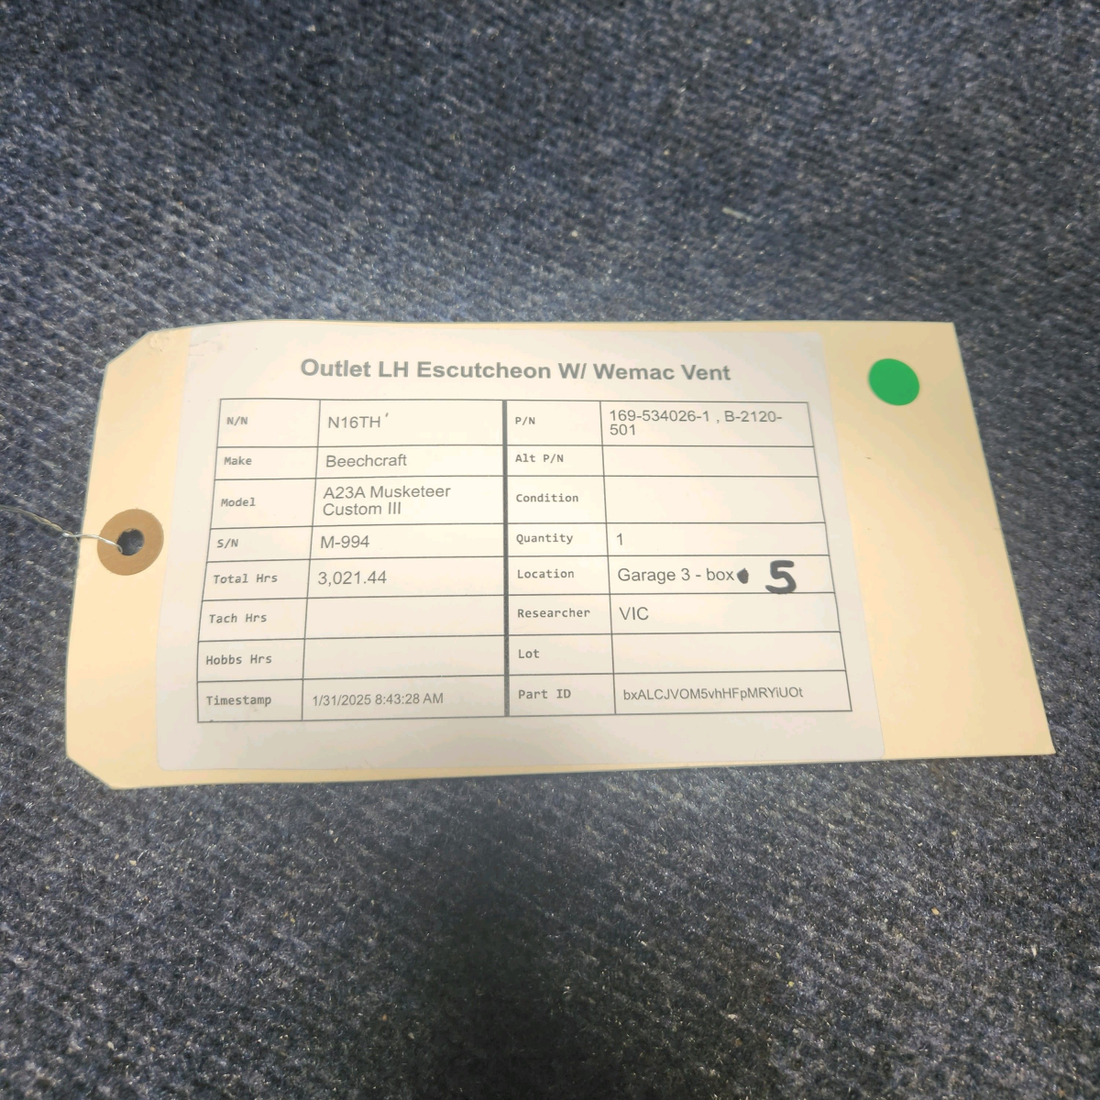 Outlet LH Escutcheon W/ Wemac Vent
N/N N16TH P/N 169-534026-1 , B-2120-
501
Make Beechcraft Alt P/N
Model A23A Musketeer
Custom III Condition
S/N M-994 Quantity 1
Total Hrs 3,021.44 Location Garage 3 - box 5
Tach Hrs Researcher VIC
Hobbs Hrs Lot
Timestamp 1/31/2025 8:43:28 AM Part ID bxALCJVOM5vhHFpMRYiUOt